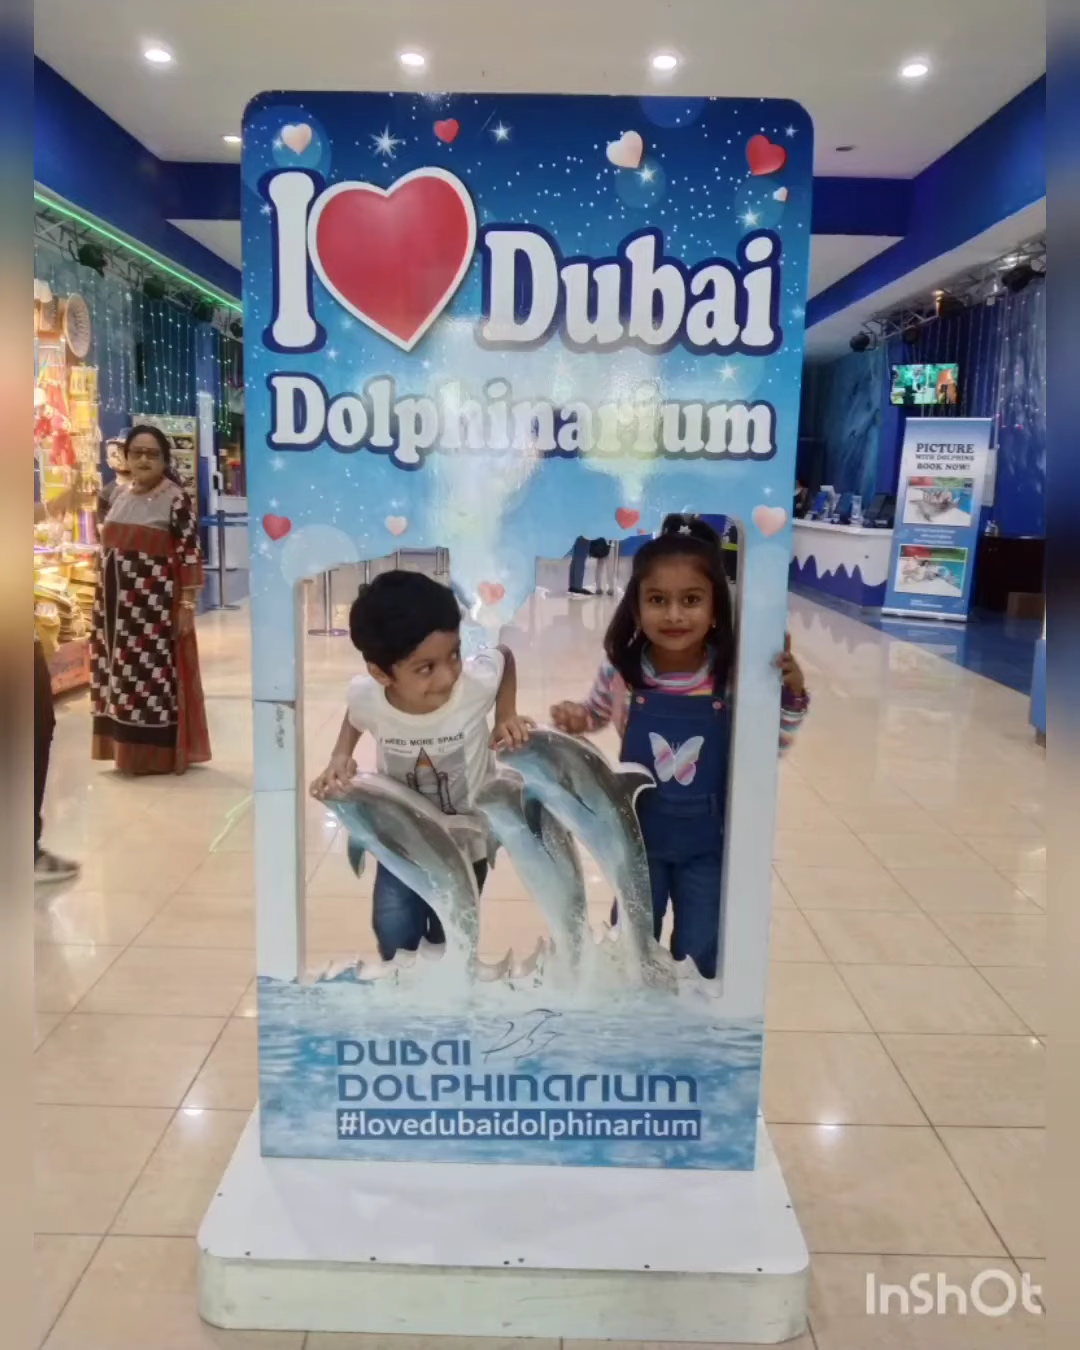 I Dubai
Dolphinarium
PICTURE
WITH DOLPHINS
BOOK NOW!
I NEED MORE SPACE
DUBAI
DOLPHINARIUM
#lovedubaidolphinarium
InShOt